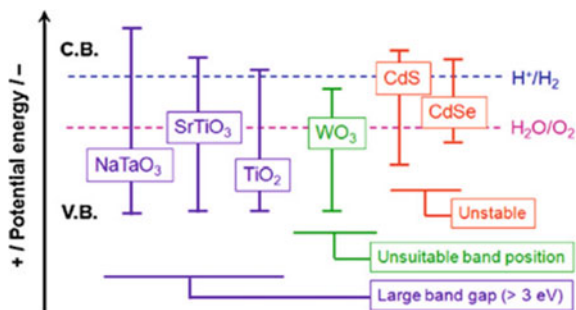 + / Potential energy / –
C.B.
V.B.
NaTaO₃
SrTiO₃
TiO₂
WO₃
CdS
CdSe
H⁺/H₂
H₂O/O₂
Unstable
Unsuitable band position
Large band gap (> 3 eV)